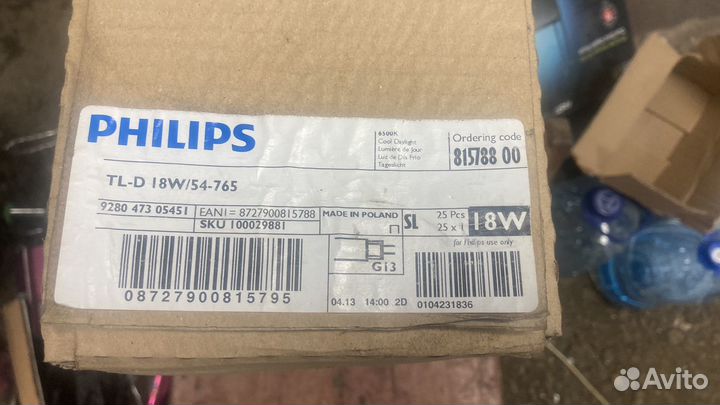 PHILIPS
6500K
Cool Daylight
Lumière de Jour
Luz de Día Frío
Tageslicht
Ordering code
815788 00
TL-D 18W/54-765
9280 473 05451
EAN1 = 8727900815788
SKU 100029881
MADE IN POLAND
SL
25 Pcs
25 x 1
18W
for Philips use only
G13
08727900815795
04.13 14:00 2D
0104231836
Avito